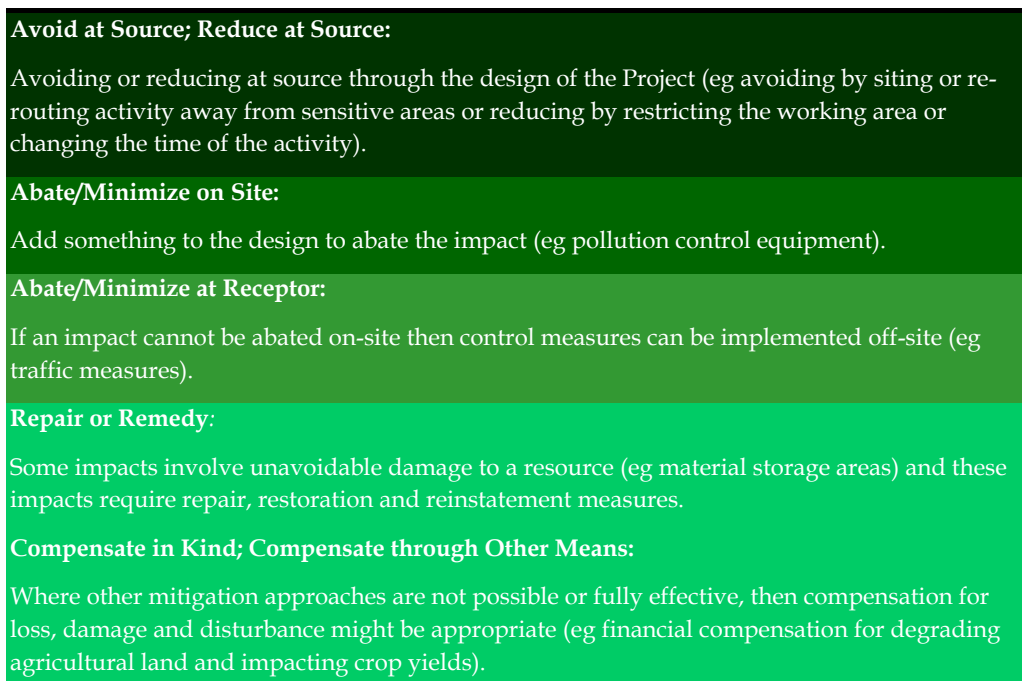 Avoid at Source; Reduce at Source:
Avoiding or reducing at source through the design of the Project (eg avoiding by siting or re-
routing activity away from sensitive areas or reducing by restricting the working area or
changing the time of the activity).
Abate/Minimize on Site:
Add something to the design to abate the impact (eg pollution control equipment).
Abate/Minimize at Receptor:
If an impact cannot be abated on-site then control measures can be implemented off-site (eg
traffic measures).
Repair or Remedy:
Some impacts involve unavoidable damage to a resource (eg material storage areas) and these
impacts require repair, restoration and reinstatement measures.
Compensate in Kind; Compensate through Other Means:
Where other mitigation approaches are not possible or fully effective, then compensation for
loss, damage and disturbance might be appropriate (eg financial compensation for degrading
agricultural land and impacting crop yields).